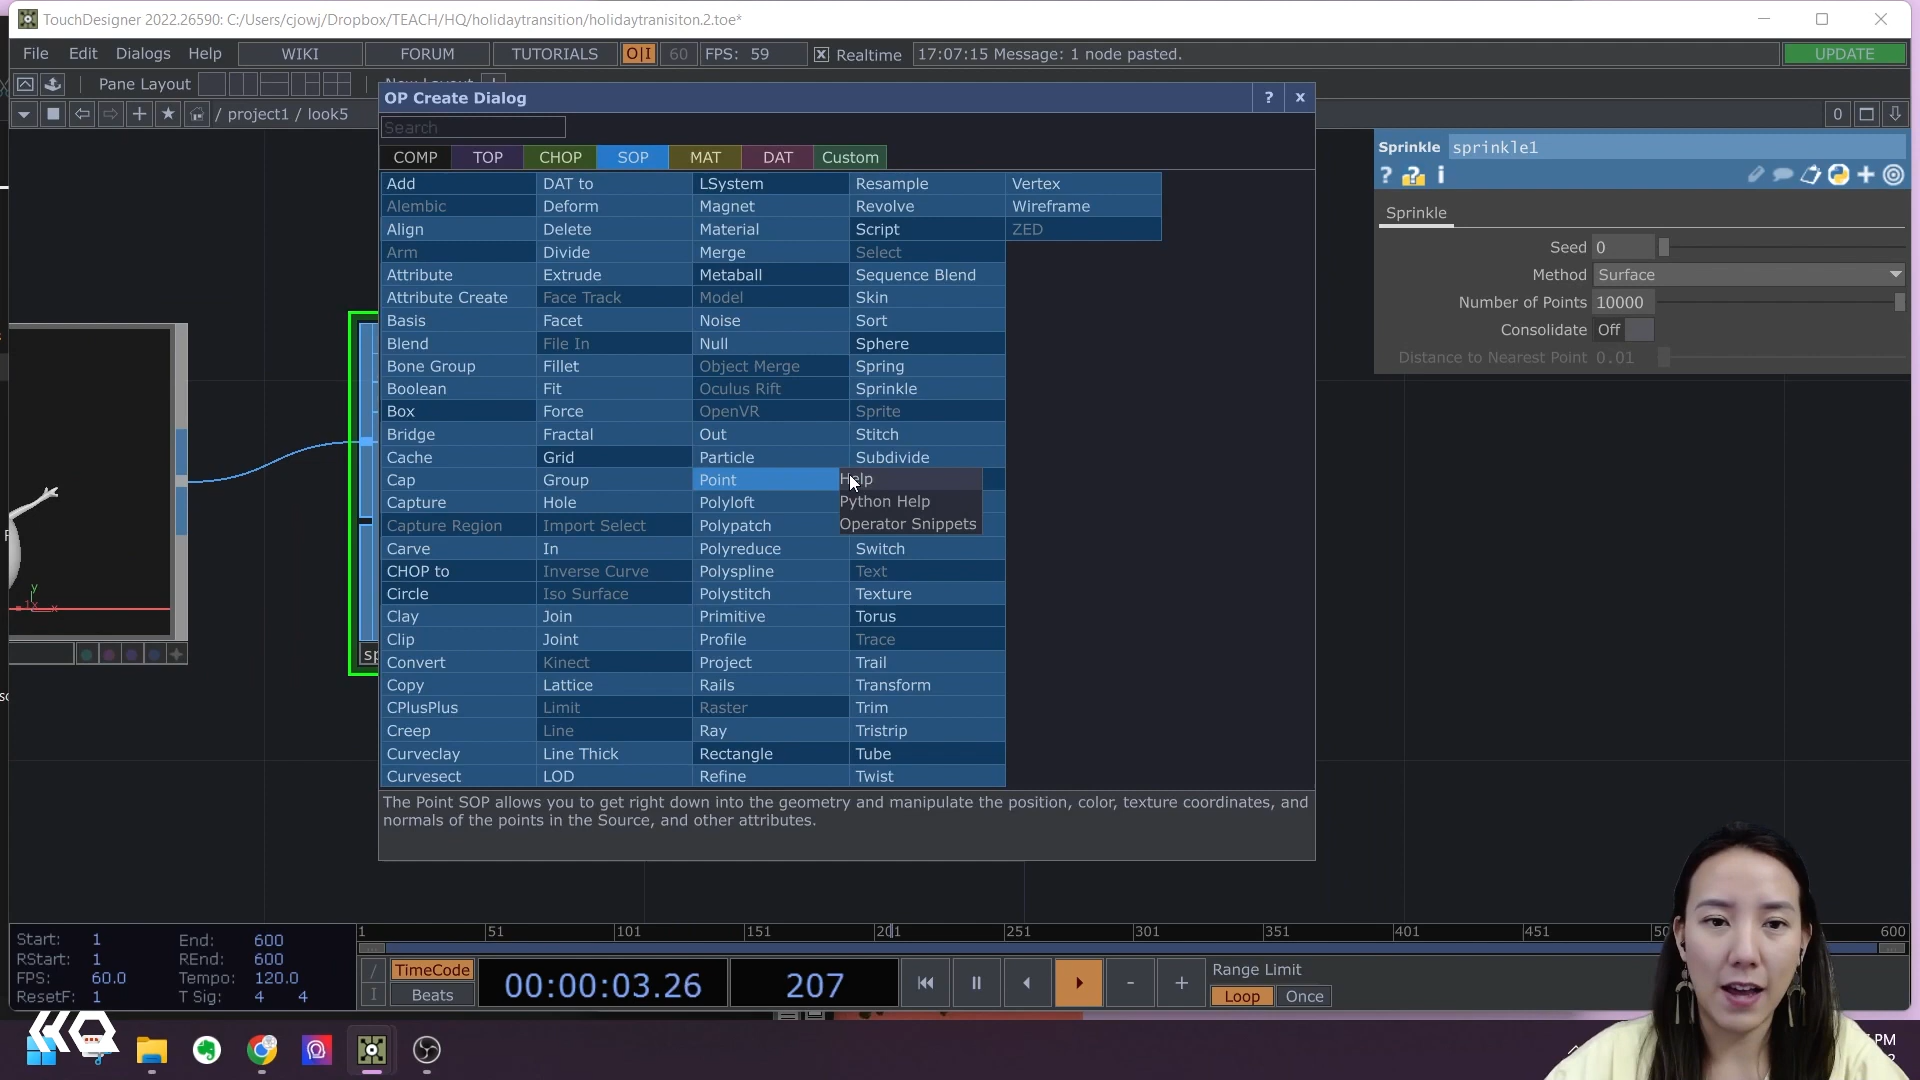 TouchDesigner 2022.26590: C:/Users/cjowj/Dropbox/TEACH/HQ/holidaytransition/holidaytranisiton.2.toe*
File Edit Dialogs Help WIKI FORUM TUTORIALS O|I 60 FPS: 59 Realtime 17:07:15 Message: 1 node pasted. UPDATE
Pane Layout
/ project1 / look5 0
OP Create Dialog ? x
Search
COMP TOP CHOP SOP MAT DAT Custom
Add DAT to LSystem Resample Vertex
Alembic Deform Magnet Revolve Wireframe
Align Delete Material Script ZED
Arm Divide Merge Select
Attribute Extrude Metaball Sequence Blend
Attribute Create Face Track Model Skin
Basis Facet Noise Sort
Blend File In Null Sphere
Bone Group Fillet Object Merge Spring
Boolean Fit Oculus Rift Sprinkle
Box Force OpenVR Sprite
Bridge Fractal Out Stitch
Cache Grid Particle Subdivide
Cap Group Point Help
Capture Hole Polyloft Python Help
Capture Region Import Select Polypatch Operator Snippets
Carve In Polyreduce Switch
CHOP to Inverse Curve Polyspline Text
Circle Iso Surface Polystitch Texture
Clay Join Primitive Torus
Clip Joint Profile Trace
Convert Kinect Project Trail
Copy Lattice Rails Transform
CPlusPlus Limit Raster Trim
Creep Line Ray Tristrip
Curveclay Line Thick Rectangle Tube
Curvesect LOD Refine Twist
The Point SOP allows you to get right down into the geometry and manipulate the position, color, texture coordinates, and
normals of the points in the Source, and other attributes.
Sprinkle sprinkle1
? i
Sprinkle
Seed 0
Method Surface
Number of Points 10000
Consolidate Off
Distance to Nearest Point 0.01
y
x
sp
1 51 101 151 201 251 301 351 401 451 600
Start: 1 End: 600
RStart: 1 REnd: 600
FPS: 60.0 Tempo: 120.0
ResetF: 1 T Sig: 4 4
/ TimeCode
I Beats
00:00:03.26 207 - +
Range Limit
Loop Once
HQ
PM